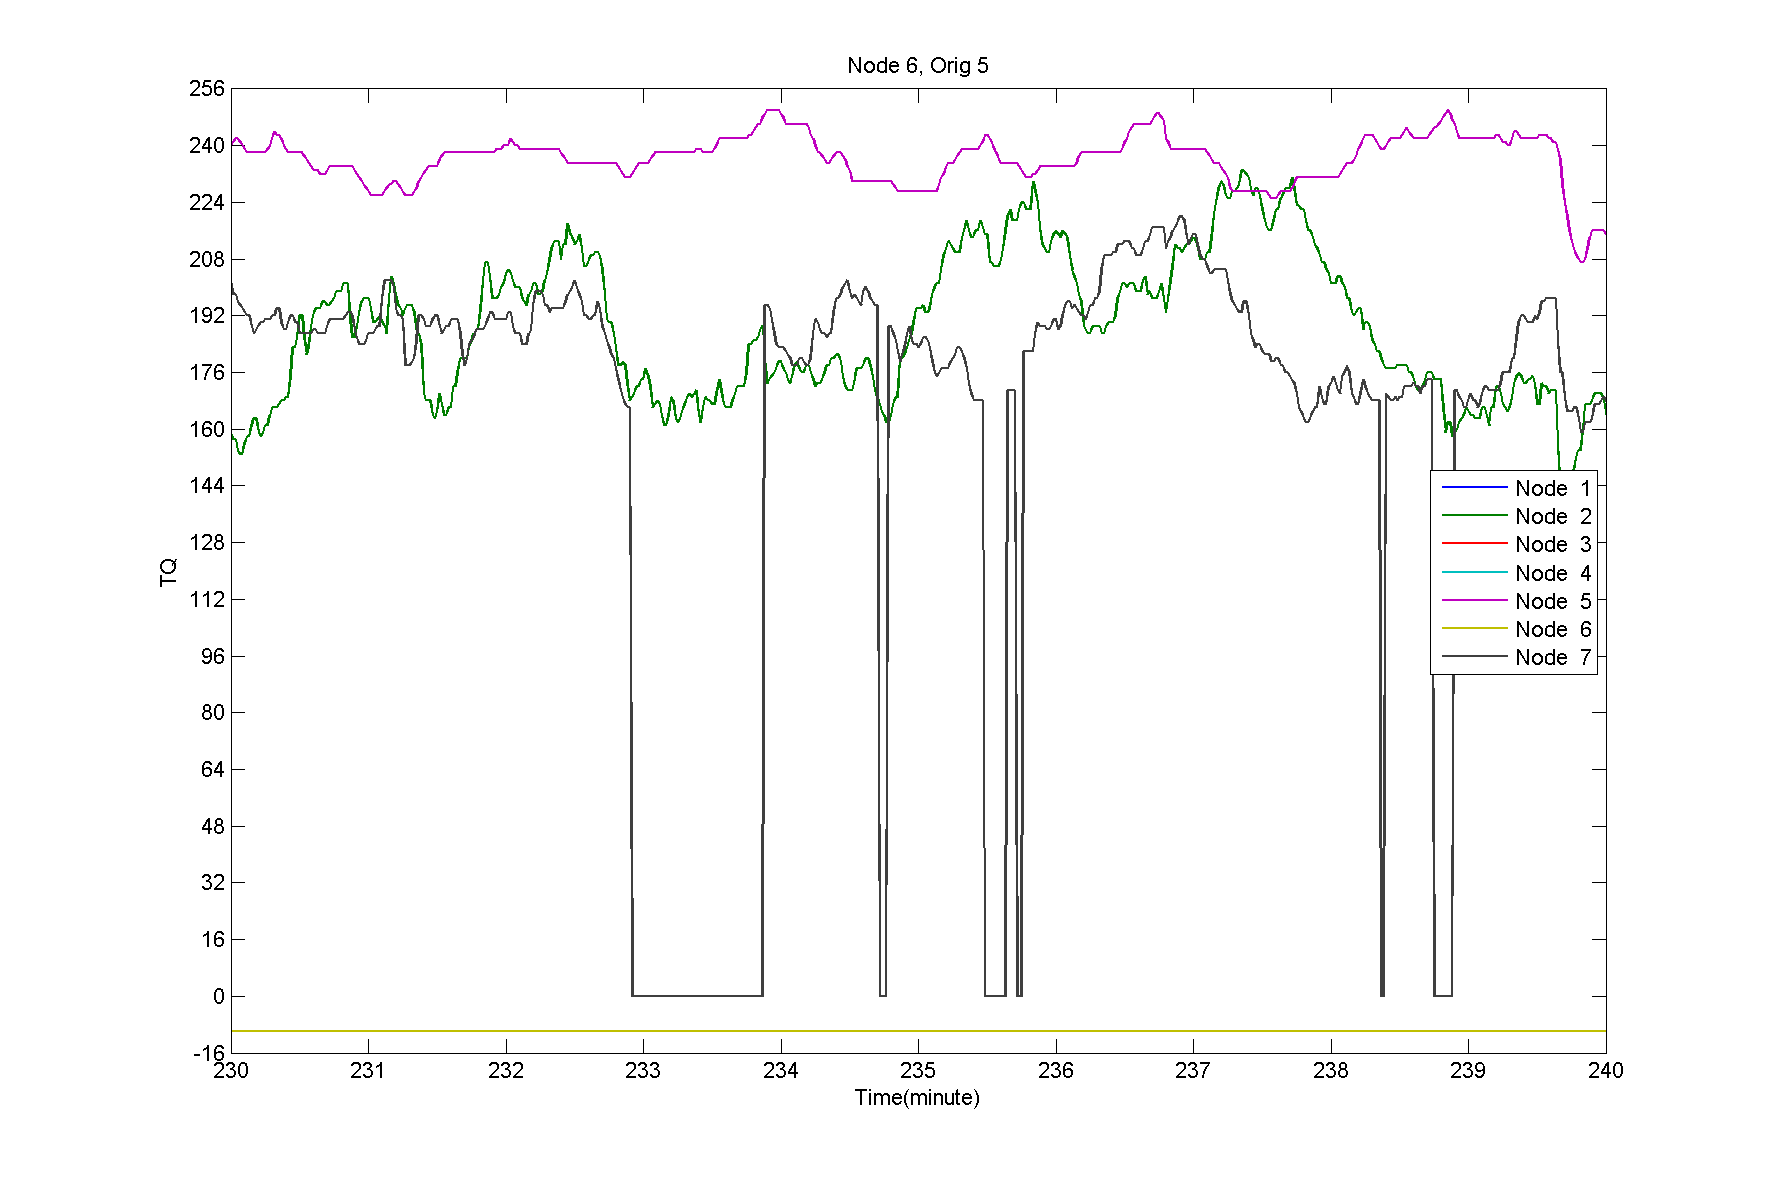 Node 6, Orig 5
256
240
224
208
192
176
160
144
128
112
96
80
64
48
32
16
0
-16
TQ
Node 1
Node 2
Node 3
Node 4
Node 5
Node 6
Node 7
230 231 232 233 234 235 236 237 238 239 240
Time(minute)